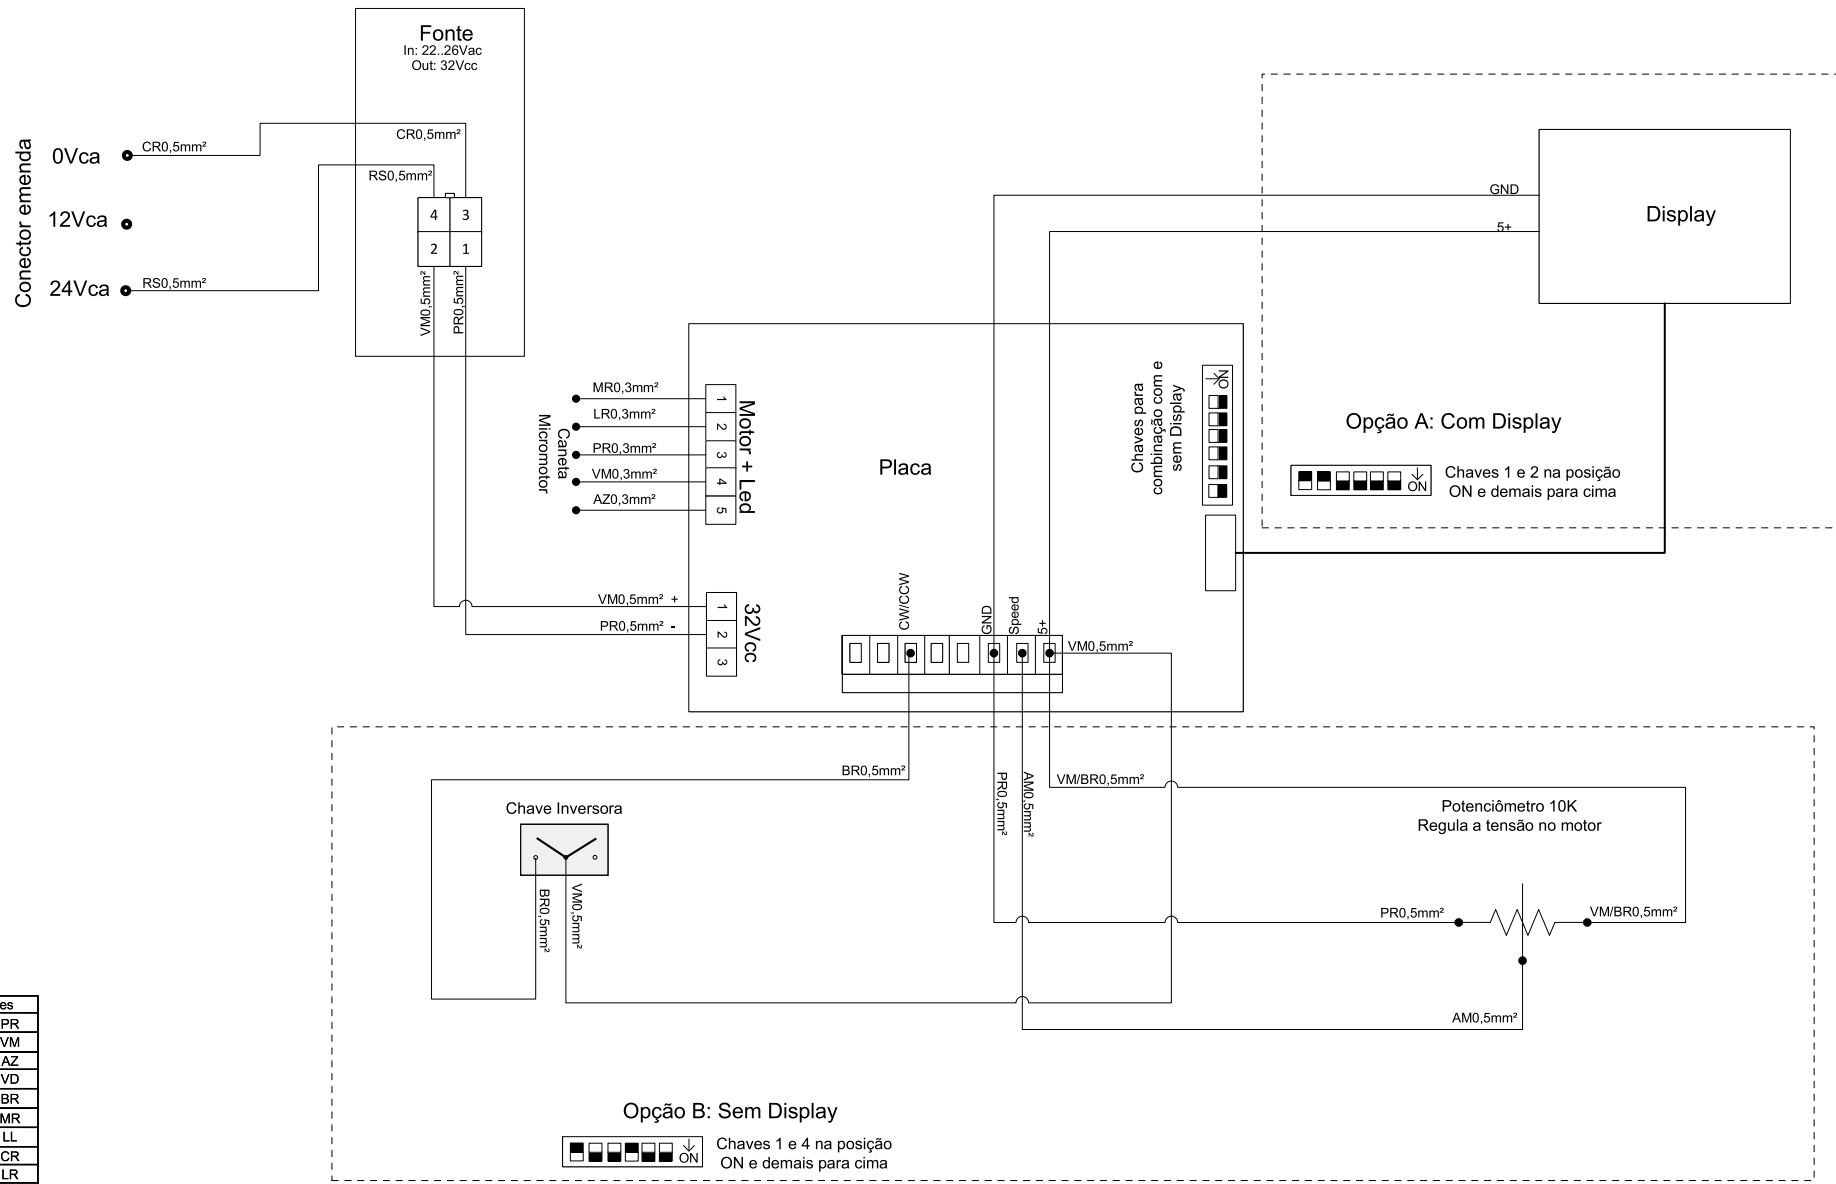 Fonte
In: 22..26Vac
Out: 32Vcc
Conector emenda
0Vca
CR0,5mm²
CR0,5mm²
12Vca
24Vca
RS0,5mm²
RS0,5mm²
4 3
2 1
VM0,5mm²
PR0,5mm²
GND
5+
Display
Opção A: Com Display
ON
Chaves 1 e 2 na posição
ON e demais para cima
MR0,3mm²
LR0,3mm²
PR0,3mm²
VM0,3mm²
AZ0,3mm²
Caneta
Micromotor
1
2
3
4
5
Motor + Led
Placa
Chaves para
combinação com e
sem Display
ON
VM0,5mm² +
PR0,5mm² -
1
2
3
32Vcc
CW/CCW
GND
Speed
5+
VM0,5mm²
BR0,5mm²
PR0,5mm²
AM0,5mm²
VM/BR0,5mm²
Chave Inversora
BR0,5mm²
VM0,5mm²
Potenciômetro 10K
Regula a tensão no motor
PR0,5mm²
VM/BR0,5mm²
AM0,5mm²
Opção B: Sem Display
ON
Chaves 1 e 4 na posição
ON e demais para cima
es
PR
VM
AZ
VD
BR
MR
LL
CR
LR